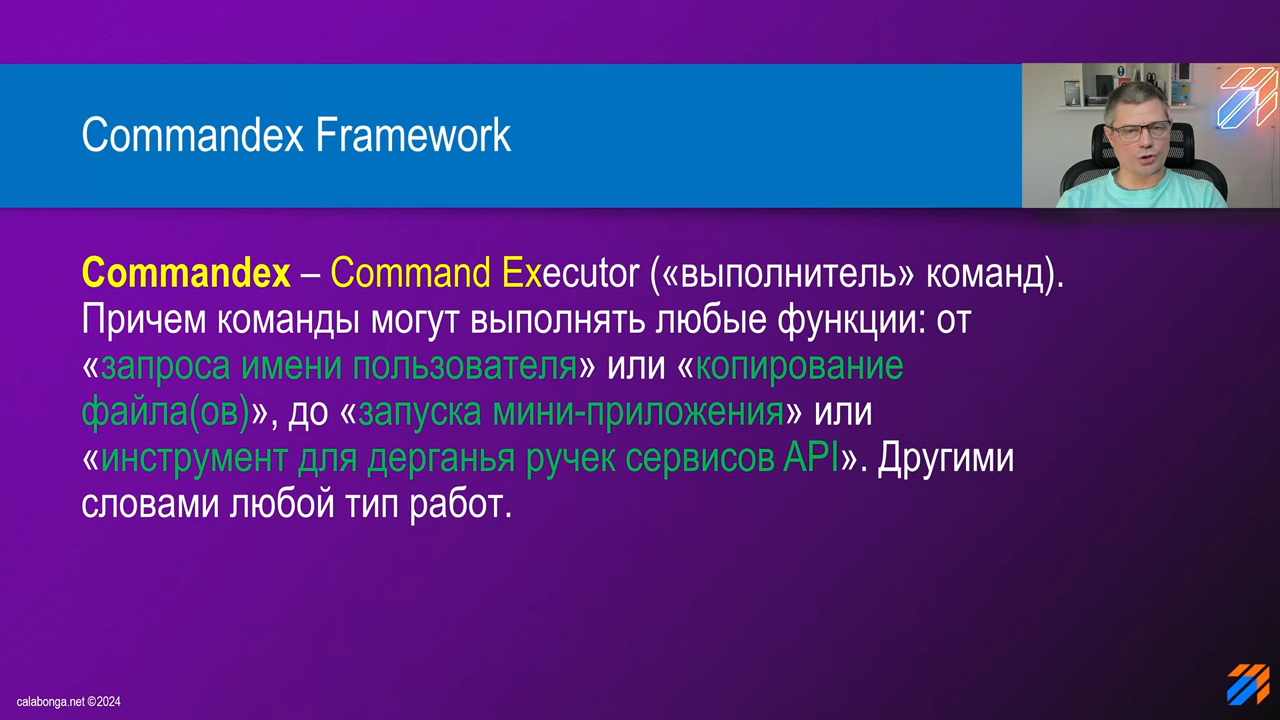 Commandex Framework
Commandex – Command Executor («выполнитель» команд).
Причем команды могут выполнять любые функции: от
«запроса имени пользователя» или «копирование
файла(ов)», до «запуска мини-приложения» или
«инструмент для дерганья ручек сервисов API». Другими
словами любой тип работ.
calabonga.net ©2024